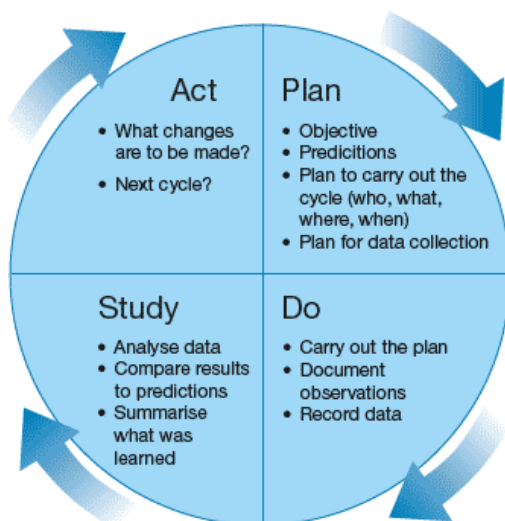 Act
• What changes
are to be made?
• Next cycle?
Plan
• Objective
• Predicitions
• Plan to carry out the
cycle (who, what,
where, when)
• Plan for data collection
Study
• Analyse data
• Compare results
to predictions
• Summarise
what was
learned
Do
• Carry out the plan
• Document
observations
• Record data